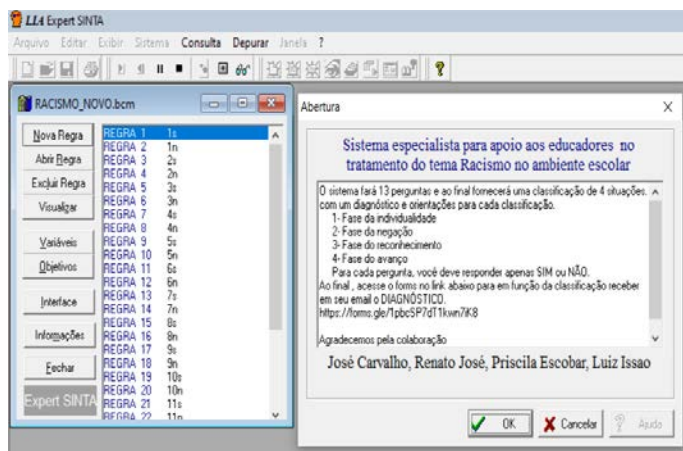 LLA Expert SINTA
Arquivo Editar Exibir Sistema Consulta Depurar Janela ?
RACISMO_NOVO.bcm
Nova Regra
Abrir Regra
Excluir Regra
Visualizar
Variáveis
Objetivos
Interface
Informações
Fechar
Expert SINTA
REGRA 1 1s
REGRA 2 1n
REGRA 3 2s
REGRA 4 2n
REGRA 5 3s
REGRA 6 3n
REGRA 7 4s
REGRA 8 4n
REGRA 9 5s
REGRA 10 5n
REGRA 11 6s
REGRA 12 6n
REGRA 13 7s
REGRA 14 7n
REGRA 15 8s
REGRA 16 8n
REGRA 17 9s
REGRA 18 9n
REGRA 19 10s
REGRA 20 10n
REGRA 21 11s
REGRA 22 11n
Abertura
Sistema especialista para apoio aos educadores no
tratamento do tema Racismo no ambiente escolar
O sistema fará 13 perguntas e ao final fornecerá uma classificação de 4 situações,
com um diagnóstico e orientações para cada classificação.
1- Fase da individualidade
2- Fase da negação
3- Fase do reconhecimento
4- Fase do avanço
Para cada pergunta, você deve responder apenas SIM ou NÃO.
Ao final , acesse o forms no link abaixo para em função da classificação receber
em seu email o DIAGNÓSTICO.
https://forms.gle/1pbcSP7dT1kwn7iK8
Agradecemos pela colaboração
José Carvalho, Renato José, Priscila Escobar, Luiz Issao
OK
Cancelar
Ajuda